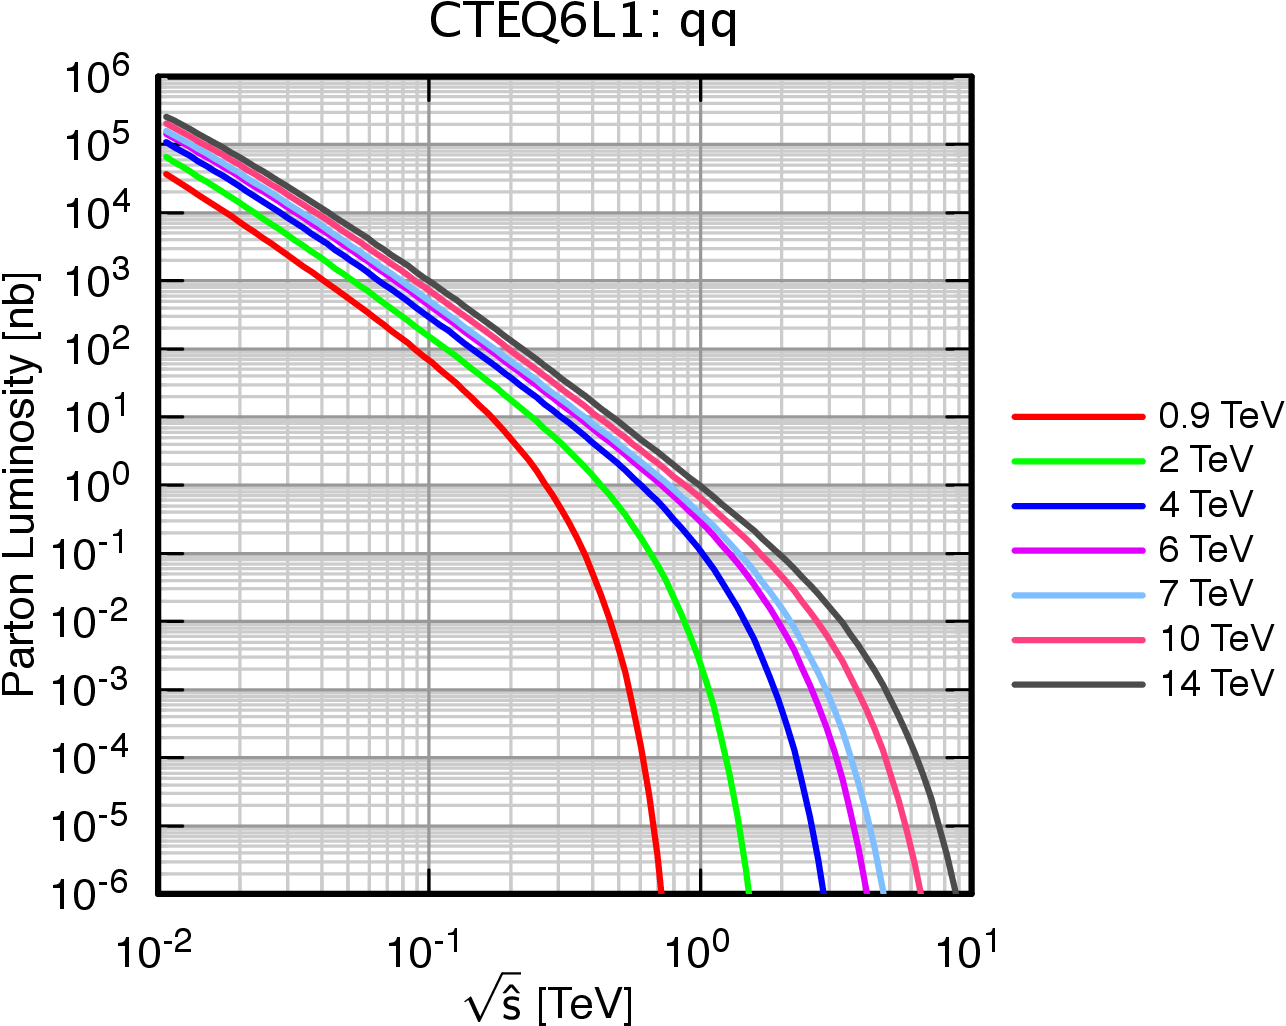 CTEQ6L1: qq
10^6
10^5
10^4
10^3
10^2
10^1
10^0
10^-1
10^-2
10^-3
10^-4
10^-5
10^-6
Parton Luminosity [nb]
10^-2 10^-1 10^0 10^1
√ŝ [TeV]
0.9 TeV
2 TeV
4 TeV
6 TeV
7 TeV
10 TeV
14 TeV